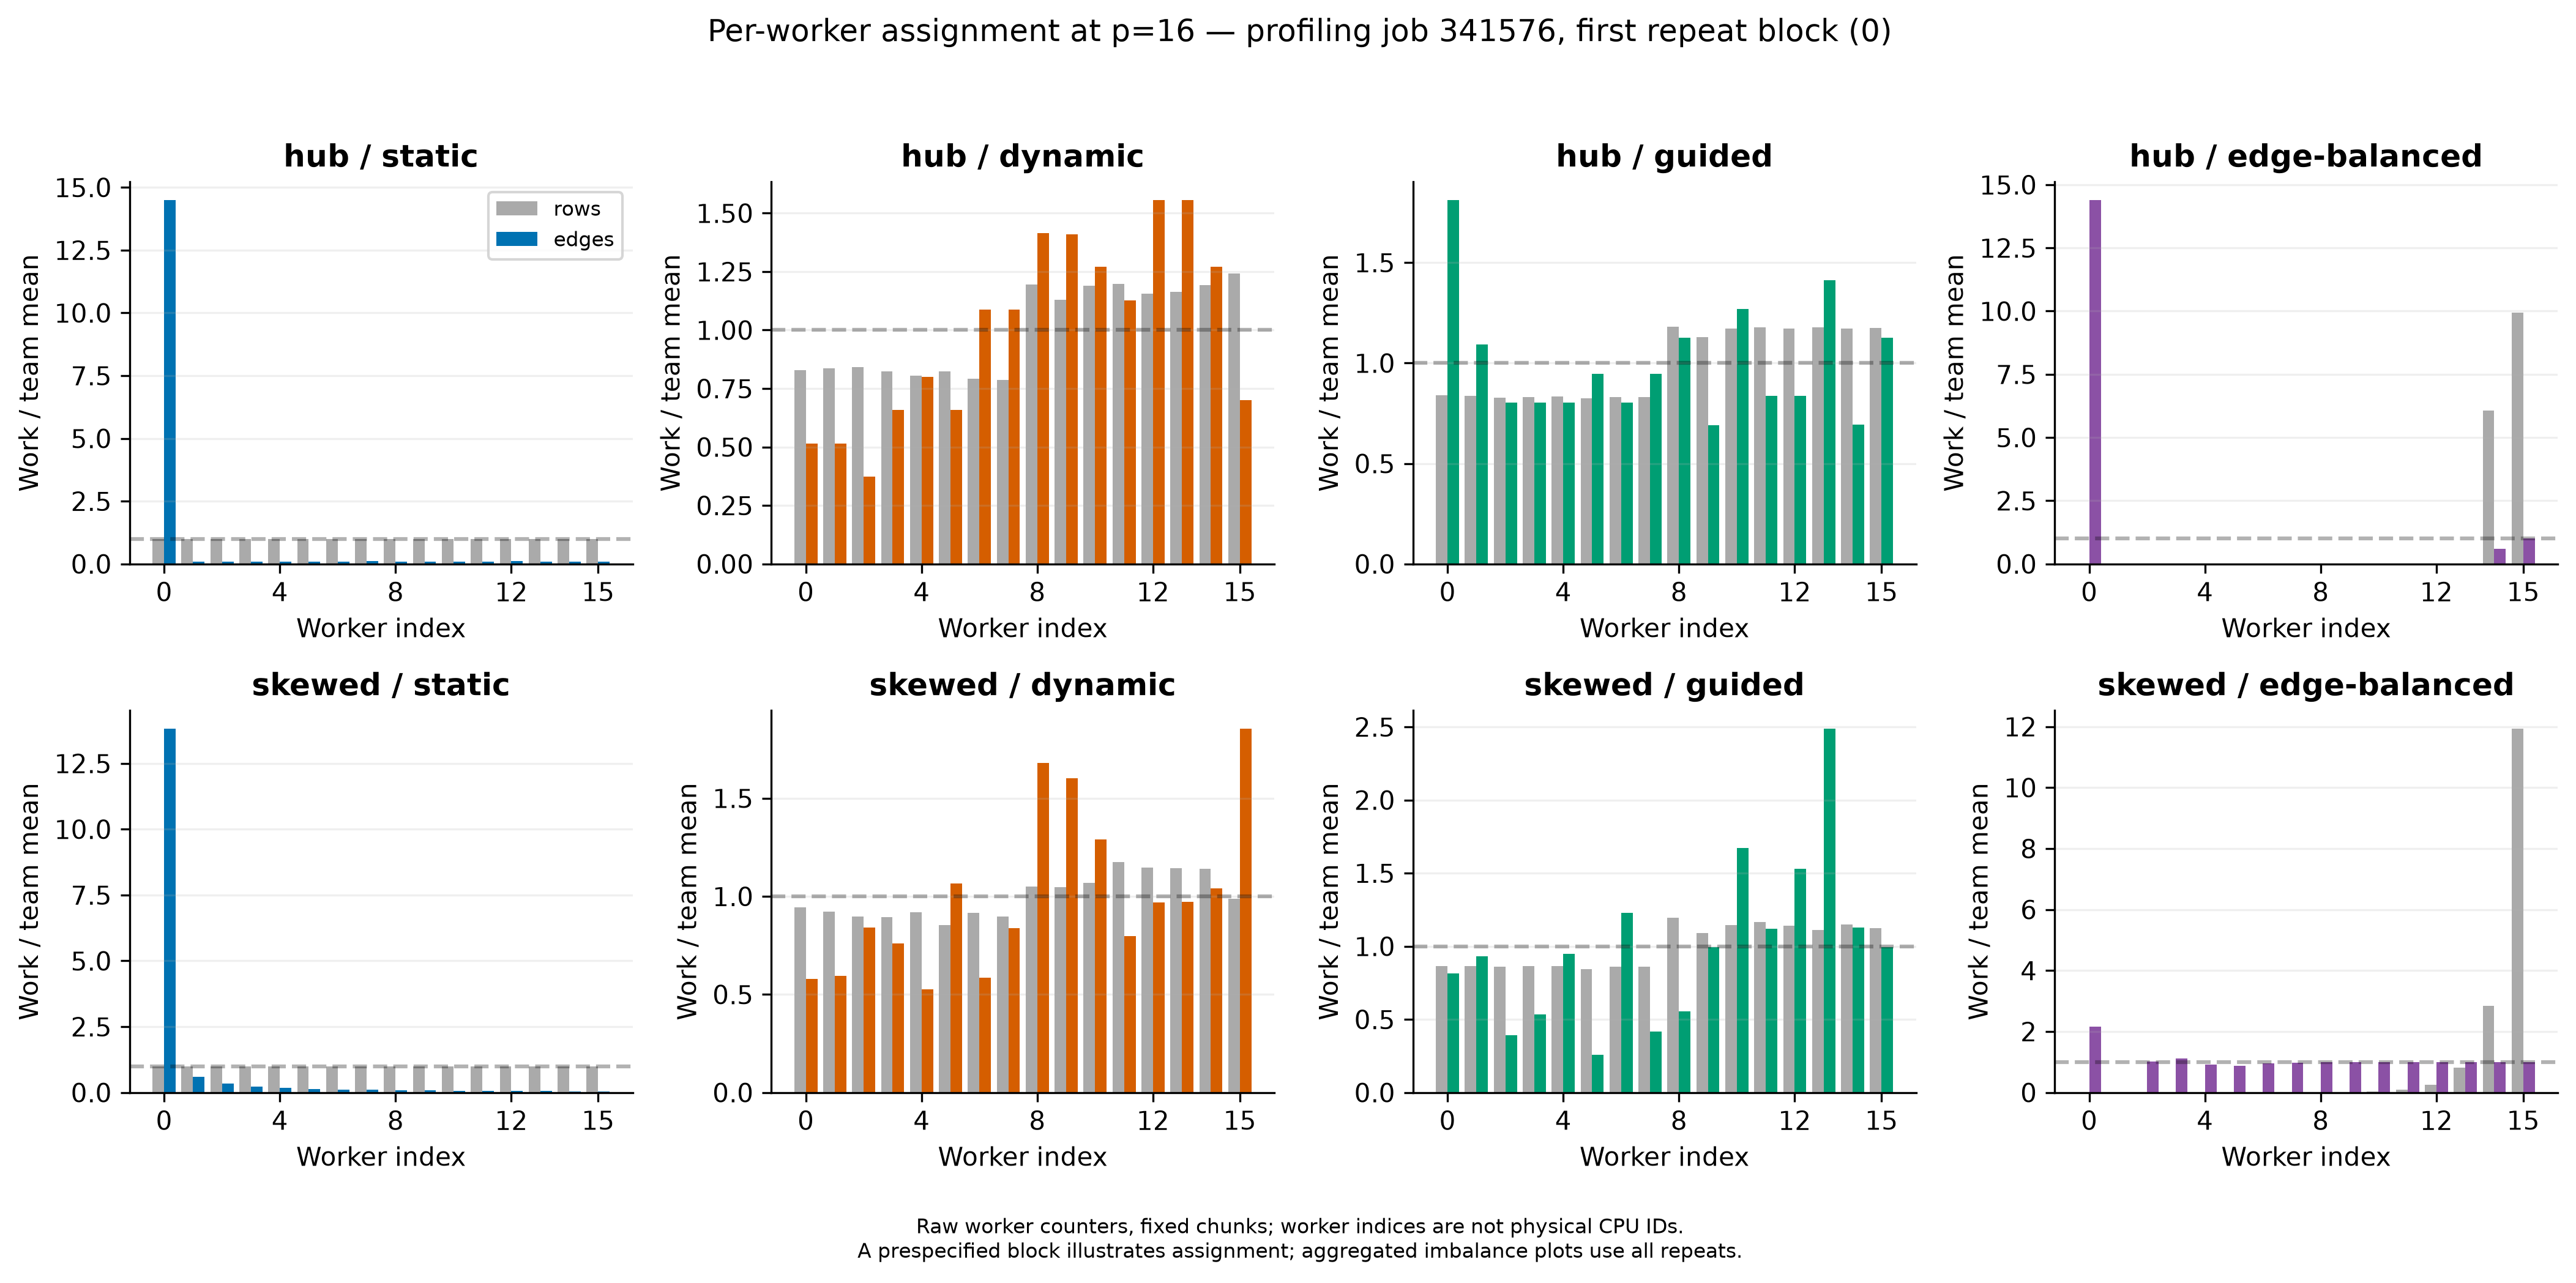 Per-worker assignment at p=16 — profiling job 341576, first repeat block (0)
hub / static
hub / dynamic
hub / guided
hub / edge-balanced
Work / team mean
15.0
12.5
10.0
7.5
5.0
2.5
0.0
rows
edges
0 4 8 12 15
Worker index
Work / team mean
1.50
1.25
1.00
0.75
0.50
0.25
0.00
0 4 8 12 15
Worker index
Work / team mean
1.5
1.0
0.5
0.0
0 4 8 12 15
Worker index
Work / team mean
15.0
12.5
10.0
7.5
5.0
2.5
0.0
0 4 8 12 15
Worker index
skewed / static
skewed / dynamic
skewed / guided
skewed / edge-balanced
Work / team mean
12.5
10.0
7.5
5.0
2.5
0.0
0 4 8 12 15
Worker index
Work / team mean
1.5
1.0
0.5
0.0
0 4 8 12 15
Worker index
Work / team mean
2.5
2.0
1.5
1.0
0.5
0.0
0 4 8 12 15
Worker index
Work / team mean
12
10
8
6
4
2
0
0 4 8 12 15
Worker index
Raw worker counters, fixed chunks; worker indices are not physical CPU IDs.
A prespecified block illustrates assignment; aggregated imbalance plots use all repeats.